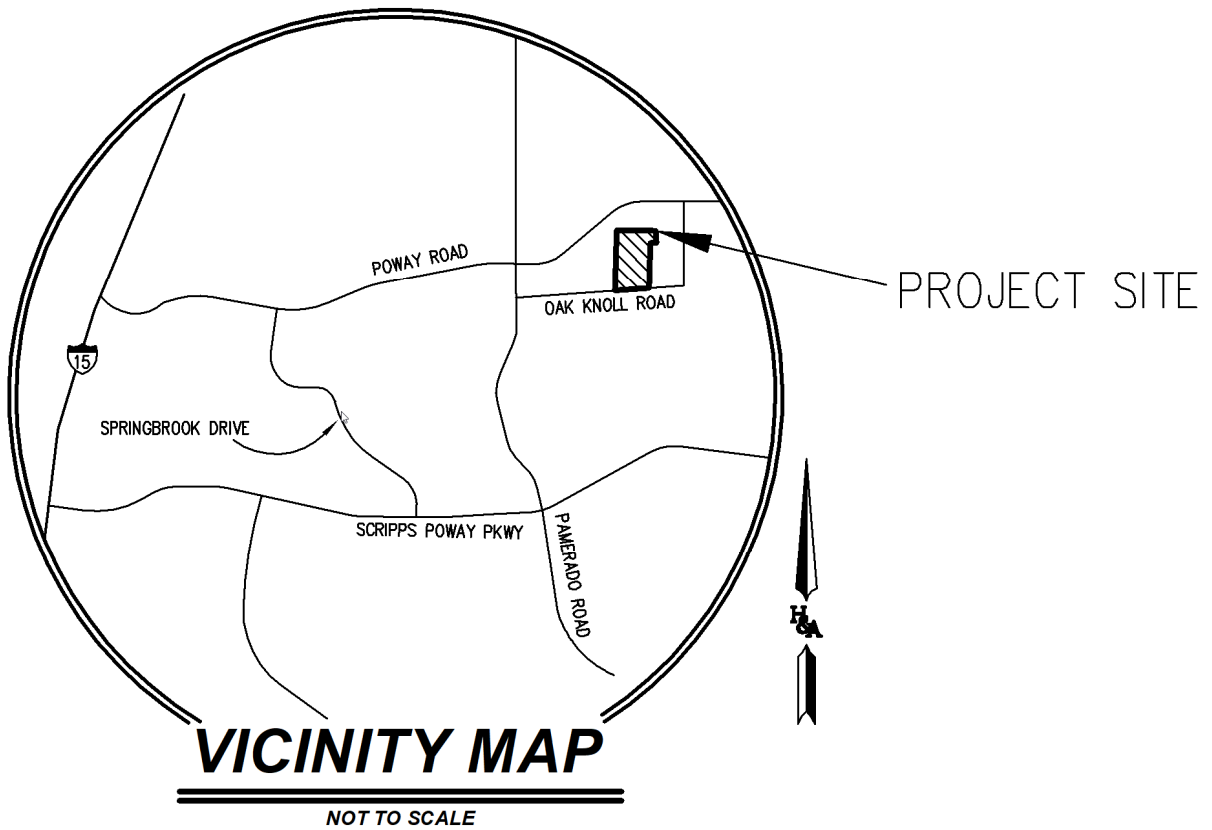 POWAY ROAD
OAK KNOLL ROAD
PROJECT SITE
15
SPRINGBROOK DRIVE
SCRIPPS POWAY PKWY
PAMERADO ROAD
H&A
VICINITY MAP
NOT TO SCALE